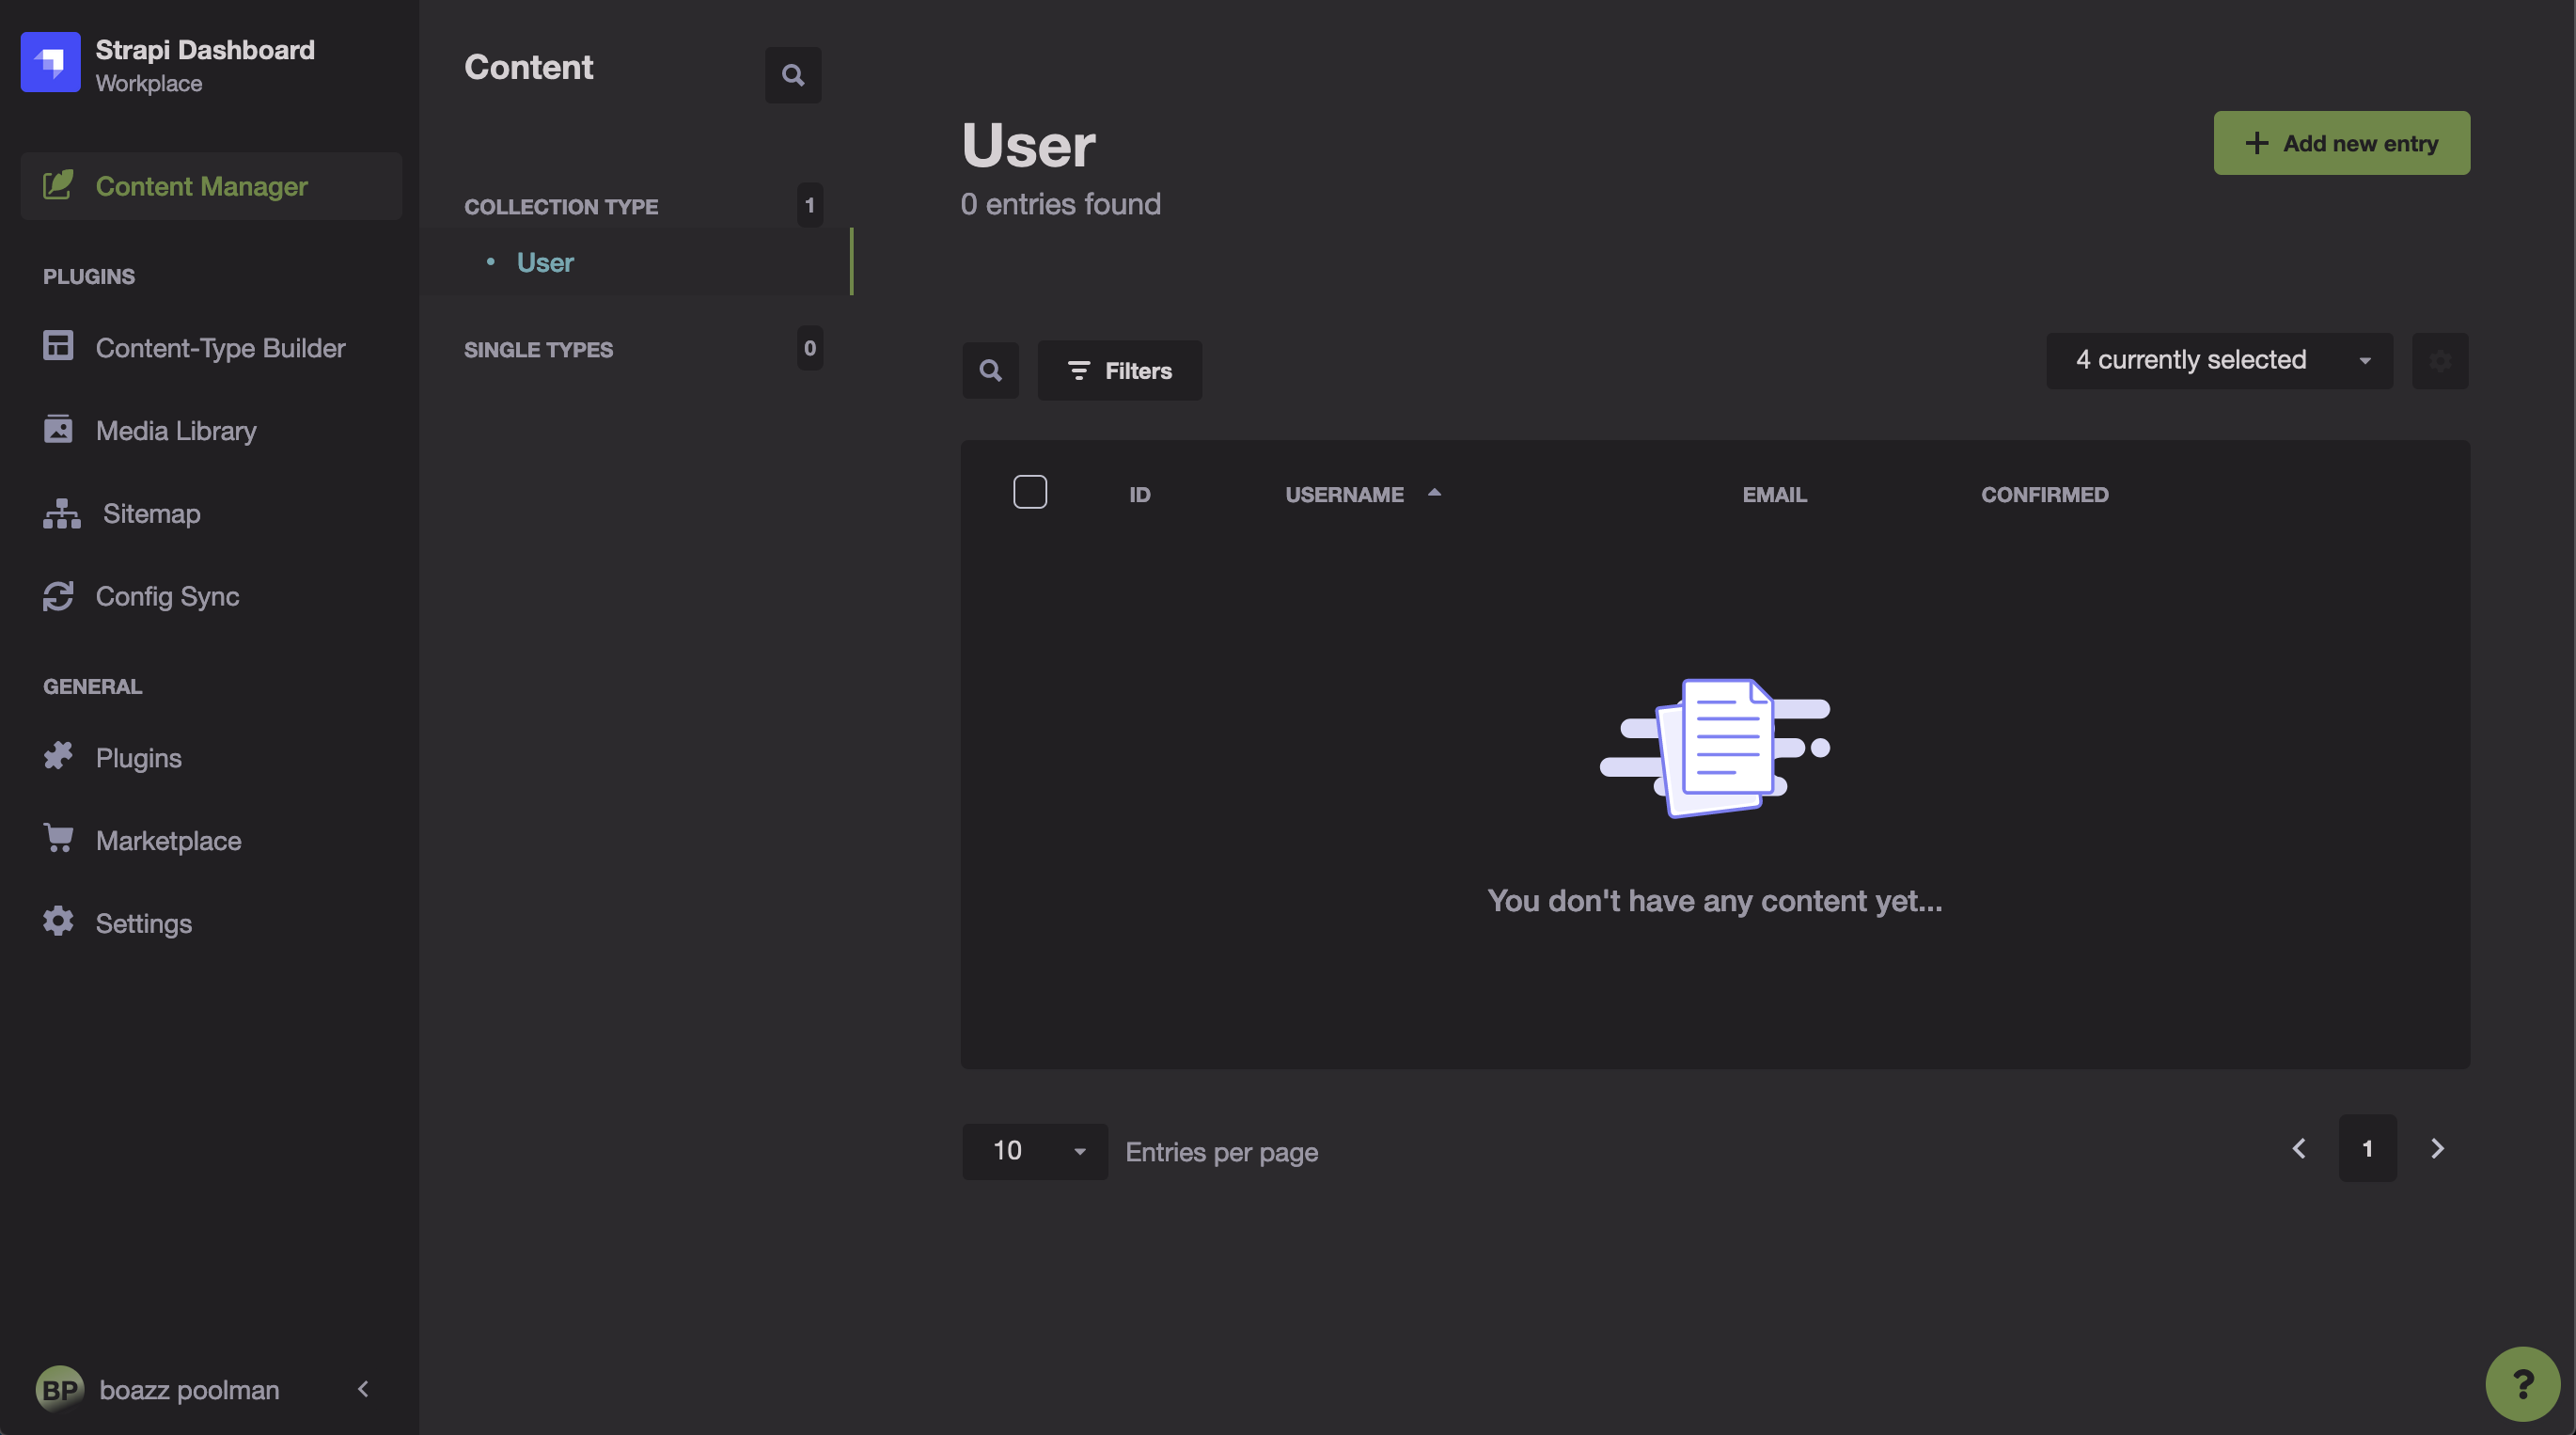 Strapi Dashboard
Workplace
Content Manager
PLUGINS
Content-Type Builder
Media Library
Sitemap
Config Sync
GENERAL
Plugins
Marketplace
Settings
BP boazz poolman
Content
COLLECTION TYPE 1
• User
SINGLE TYPES 0
User
0 entries found
+ Add new entry
Filters
4 currently selected
ID USERNAME EMAIL CONFIRMED
You don't have any content yet...
10 Entries per page
1
?